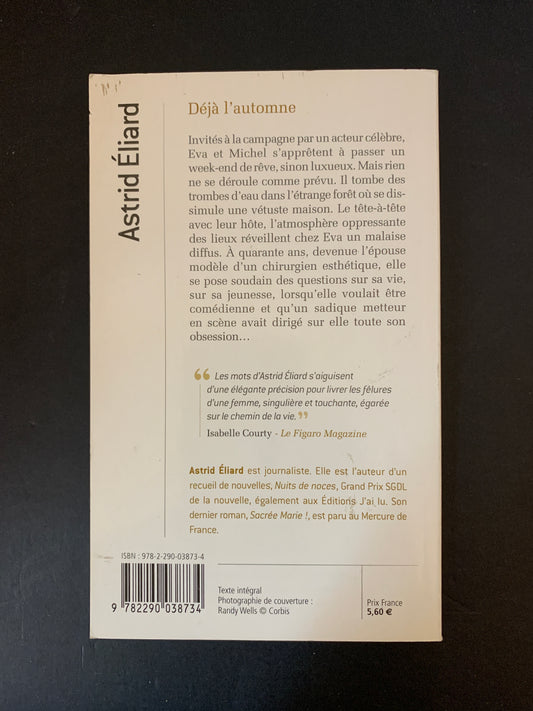 Astrid Éliard
Déjà l'automne
Invités à la campagne par un acteur célèbre,
Eva et Michel s'apprêtent à passer un
week-end de rêve, sinon luxueux. Mais rien
ne se déroule comme prévu. Il tombe des
trombes d'eau dans l'étrange forêt où se dis-
simule une vétuste maison. Le tête-à-tête
avec leur hôte, l'atmosphère oppressante
des lieux réveillent chez Eva un malaise
diffus. À quarante ans, devenue l'épouse
modèle d'un chirurgien esthétique, elle
se pose soudain des questions sur sa vie,
sur sa jeunesse, lorsqu'elle voulait être
comédienne et qu'un sadique metteur
en scène avait dirigé sur elle toute son
obsession…
“ Les mots d'Astrid Éliard s'aiguisent
d'une élégante précision pour livrer les fêlures
d'une femme, singulière et touchante, égarée
sur le chemin de la vie. ”
Isabelle Courty - Le Figaro Magazine
Astrid Éliard est journaliste. Elle est l'auteur d'un
recueil de nouvelles, Nuits de noces, Grand Prix SGDL
de la nouvelle, également aux Éditions J'ai lu. Son
dernier roman, Sacrée Marie !, est paru au Mercure de
France.
ISBN : 978-2-290-03873-4
9 782290 038734
Texte intégral
Photographie de couverture :
Randy Wells © Corbis
Prix France
5,60 €